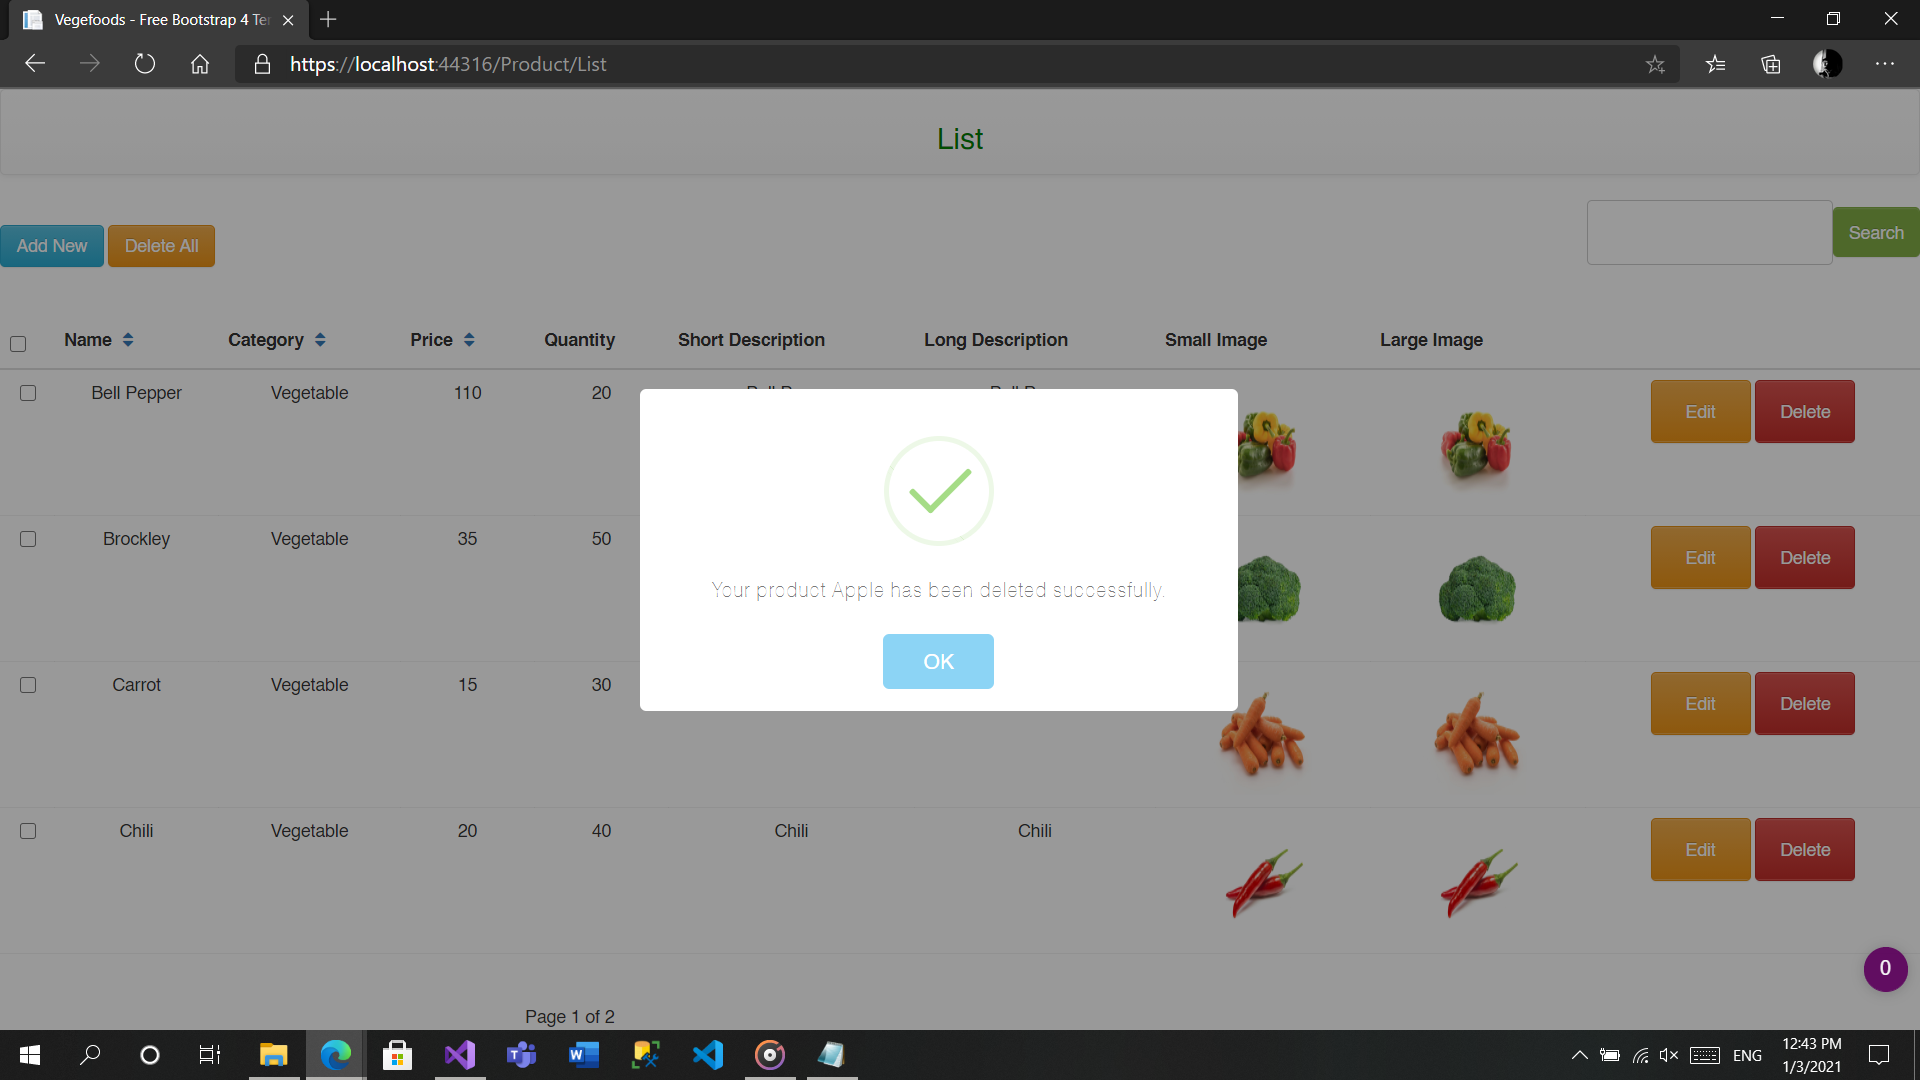 Vegefoods - Free Bootstrap 4 Te
https://localhost:44316/Product/List
List
Add New
Delete All
Search
Name
Category
Price
Quantity
Short Description
Long Description
Small Image
Large Image
Bell Pepper
Vegetable
110
20
Edit
Delete
Brockley
Vegetable
35
50
Edit
Delete
Carrot
Vegetable
15
30
Edit
Delete
Chili
Vegetable
20
40
Chili
Chili
Edit
Delete
Your product Apple has been deleted successfully.
OK
0
Page 1 of 2
ENG
12:43 PM
1/3/2021